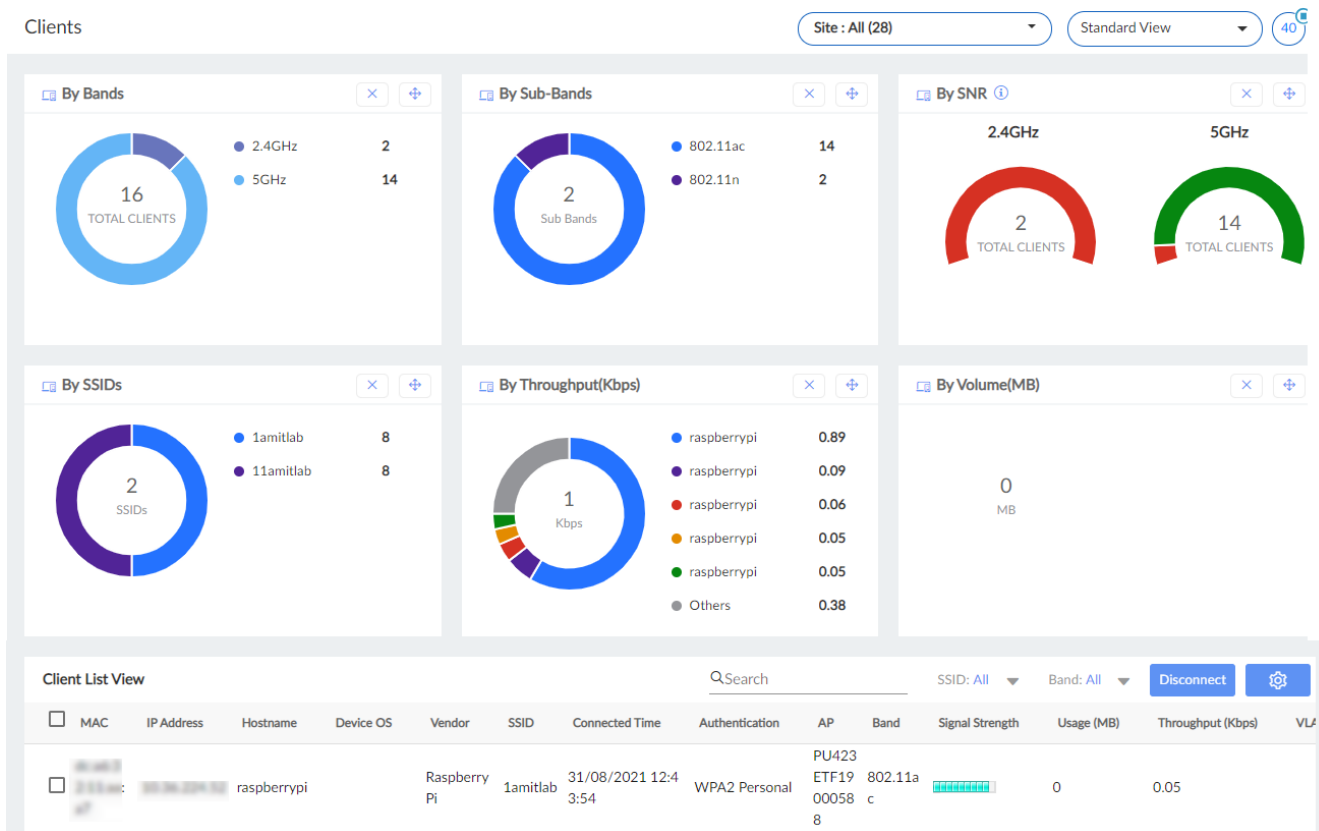 Clients
Site : All (28)
Standard View
40
By Bands
16
TOTAL CLIENTS
2.4GHz 2
5GHz 14
By Sub-Bands
2
Sub Bands
802.11ac 14
802.11n 2
By SNR
2.4GHz
2
TOTAL CLIENTS
5GHz
14
TOTAL CLIENTS
By SSIDs
2
SSIDs
1amitlab 8
11amitlab 8
By Throughput(Kbps)
1
Kbps
raspberrypi 0.89
raspberrypi 0.09
raspberrypi 0.06
raspberrypi 0.05
raspberrypi 0.05
Others 0.38
By Volume(MB)
0
MB
Client List View
Search
SSID: All
Band: All
Disconnect
MAC IP Address Hostname Device OS Vendor SSID Connected Time Authentication AP Band Signal Strength Usage (MB) Throughput (Kbps) VLA
raspberrypi
Raspberry
Pi
1amitlab
31/08/2021 12:4
3:54
WPA2 Personal
PU423
ETF19
00058
8
802.11a
c
0
0.05